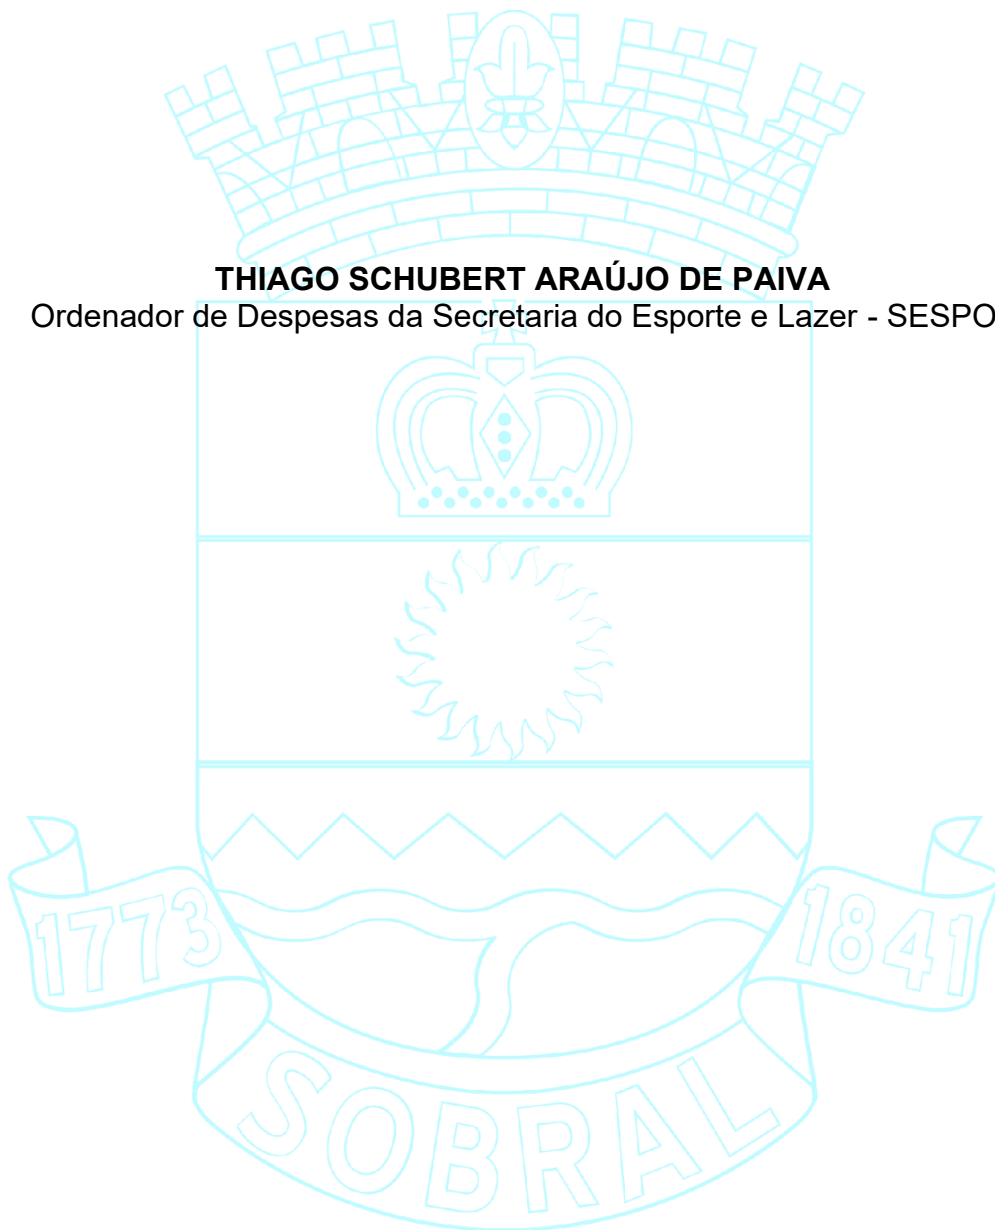 THIAGO SCHUBERT ARAÚJO DE PAIVA
Ordenador de Despesas da Secretaria do Esporte e Lazer - SESPO
1773
1841
SOBRAL